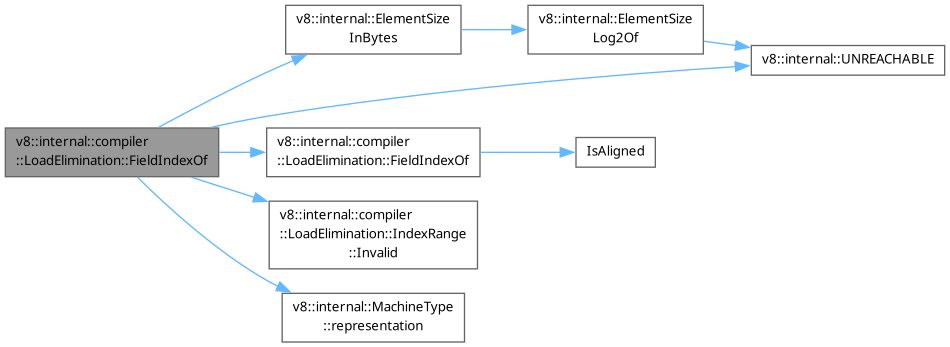 v8::internal::ElementSize
InBytes
v8::internal::ElementSize
Log2Of
v8::internal::UNREACHABLE
v8::internal::compiler
::LoadElimination::FieldIndexOf
v8::internal::compiler
::LoadElimination::FieldIndexOf
IsAligned
v8::internal::compiler
::LoadElimination::IndexRange
::Invalid
v8::internal::MachineType
::representation